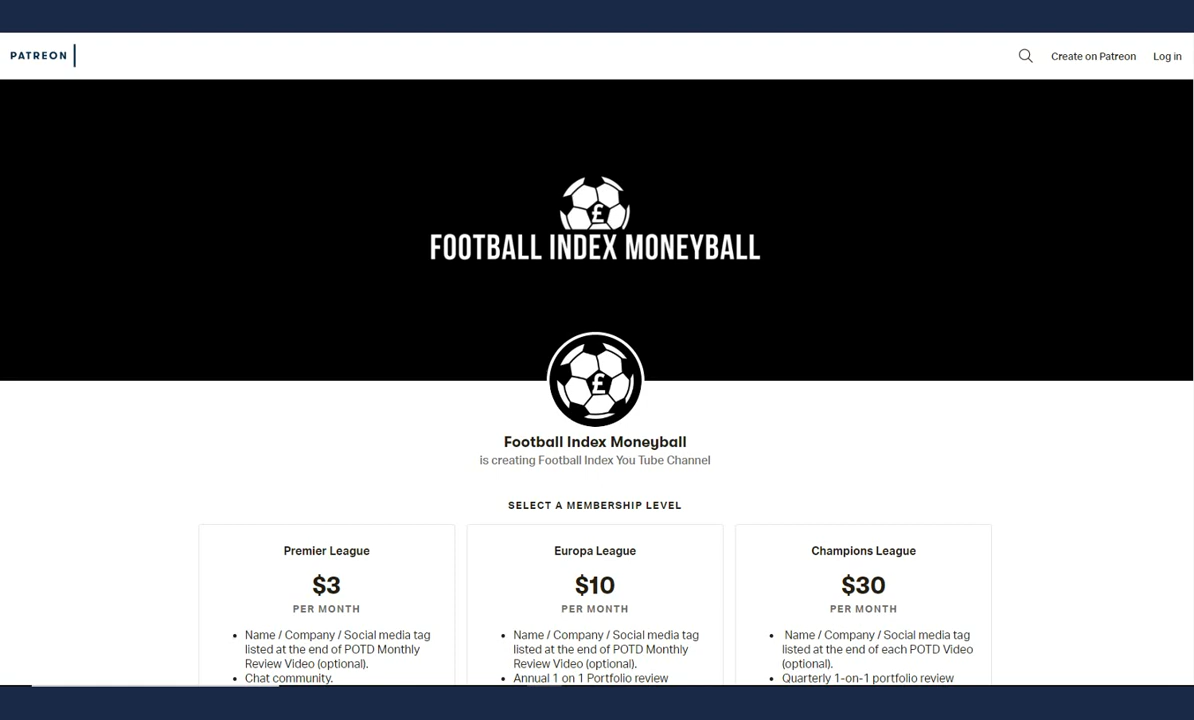 PATREON
Create on Patreon
Log in
£
FOOTBALL INDEX MONEYBALL
£
Football Index Moneyball
is creating Football Index You Tube Channel
SELECT A MEMBERSHIP LEVEL
Premier League
$3
PER MONTH
• Name / Company / Social media tag
listed at the end of POTD Monthly
Review Video (optional).
• Chat community.
Europa League
$10
PER MONTH
• Name / Company / Social media tag
listed at the end of POTD Monthly
Review Video (optional).
• Annual 1 on 1 Portfolio review
Champions League
$30
PER MONTH
• Name / Company / Social media tag
listed at the end of each POTD Video
(optional).
• Quarterly 1-on-1 portfolio review